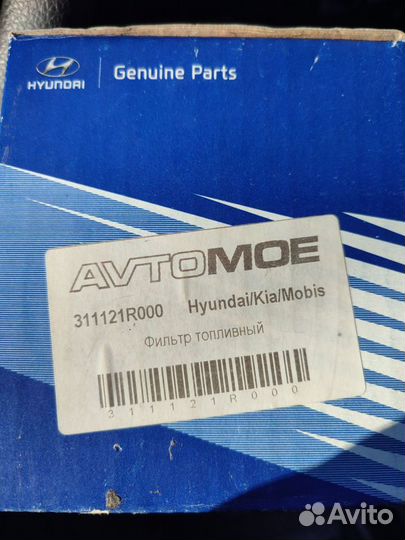 HYUNDAI
Genuine Parts
AVTOMOE
311121R000 Hyundai/Kia/Mobis
Фильтр топливный
311121R000
Avito